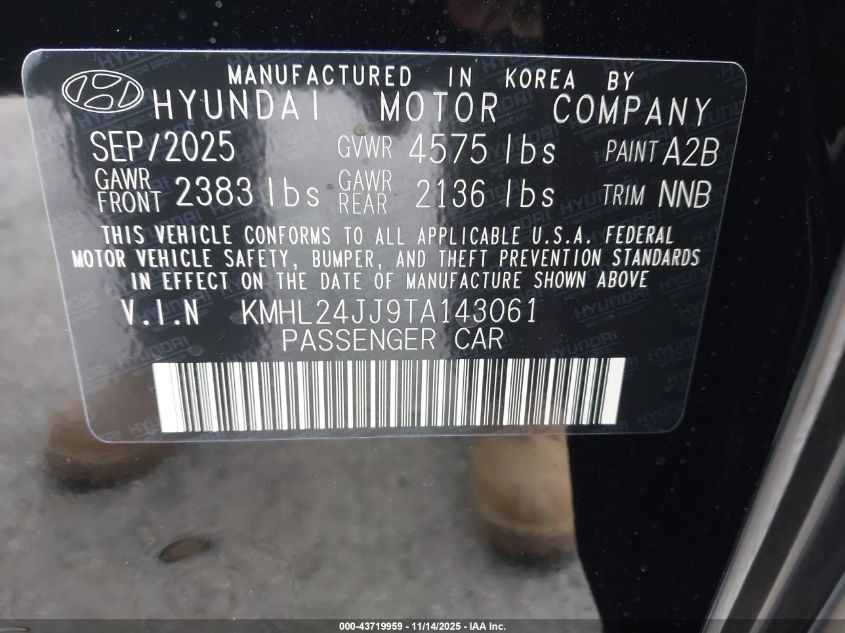 MANUFACTURED IN KOREA BY
HYUNDAI MOTOR COMPANY
SEP/2025 GVWR 4575 lbs PAINT A2B
GAWR FRONT 2383 lbs GAWR REAR 2136 lbs TRIM NNB
THIS VEHICLE CONFORMS TO ALL APPLICABLE U.S.A. FEDERAL
MOTOR VEHICLE SAFETY, BUMPER, AND THEFT PREVENTION STANDARDS
IN EFFECT ON THE DATE OF MANUFACTURE SHOWN ABOVE
V.I.N KMHL24JJ9TA143061
PASSENGER CAR
000-43719959 - 11/14/2025 - IAA Inc.